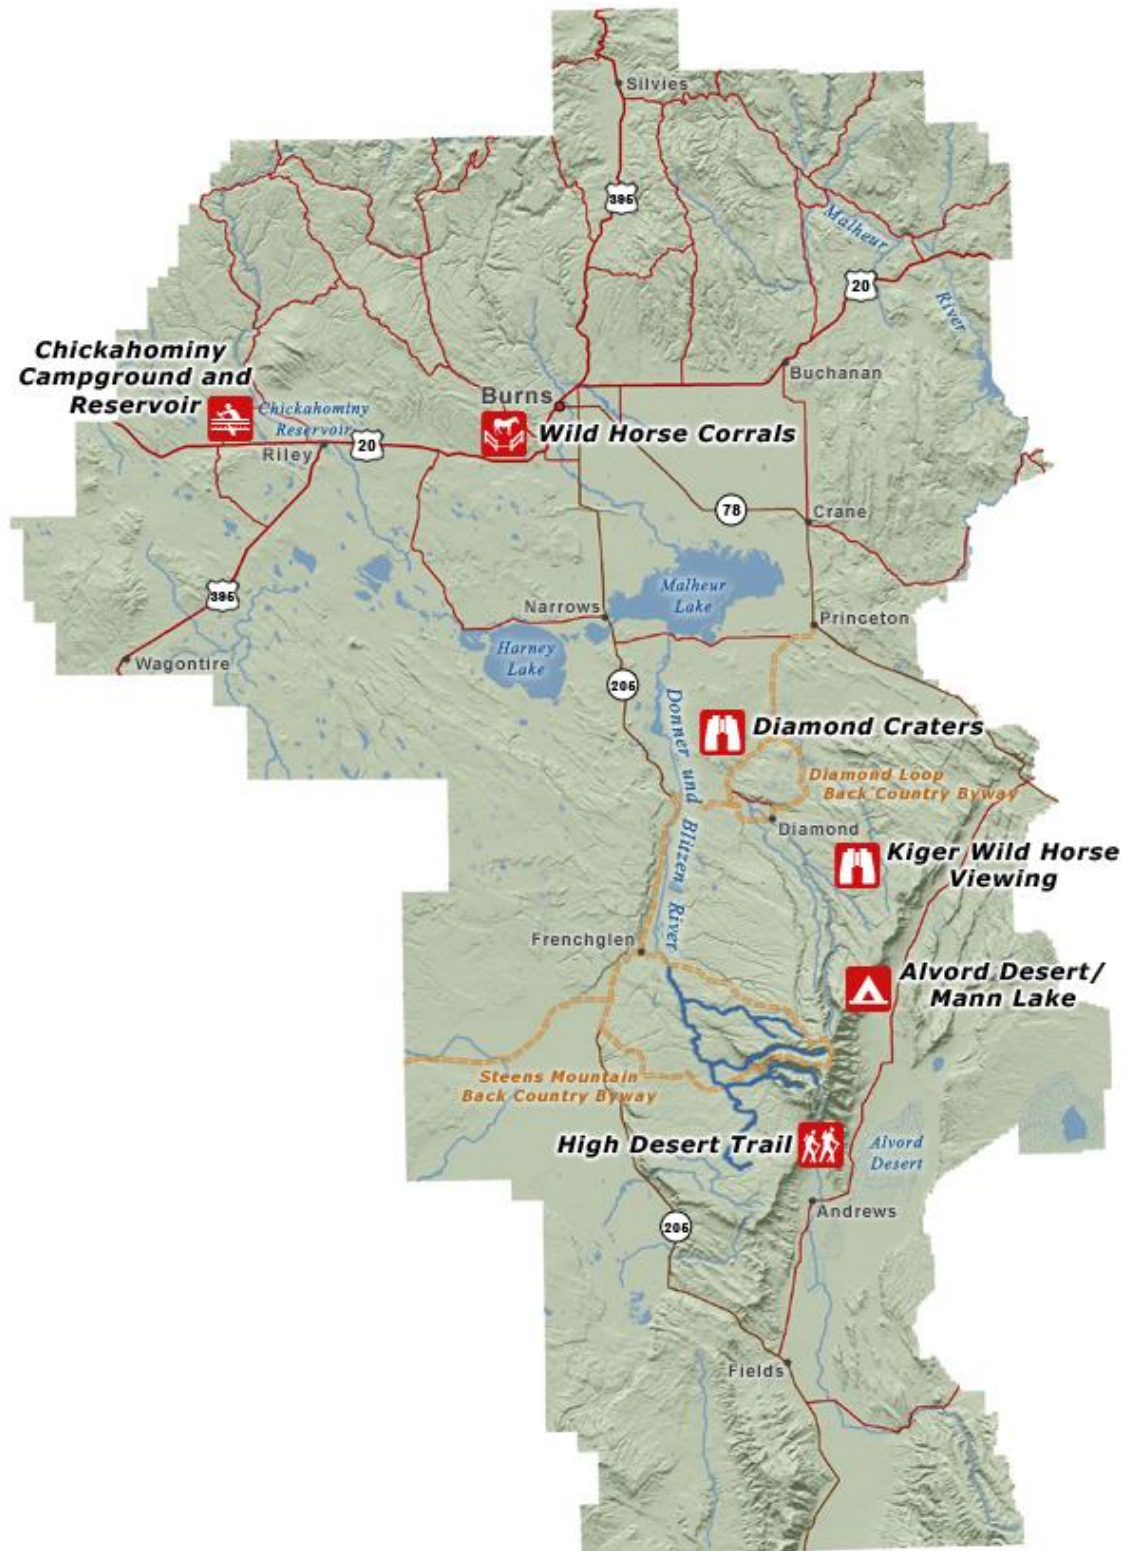 Silvies
395
Malheur
River
20
Chickahominy
Campground and
Reservoir
Buchanan
Burns
Chickahominy
Reservoir
Wild Horse Corrals
Riley
20
78
Crane
395
Malheur
Lake
Narrows
Princeton
Harney
Lake
Wagontire
205
Donner und Blitzen River
Diamond Craters
Diamond Loop
Back Country Byway
Diamond
Kiger Wild Horse
Viewing
Frenchglen
Alvord Desert/
Mann Lake
Steens Mountain
Back Country Byway
High Desert Trail
Alvord
Desert
Andrews
205
Fields